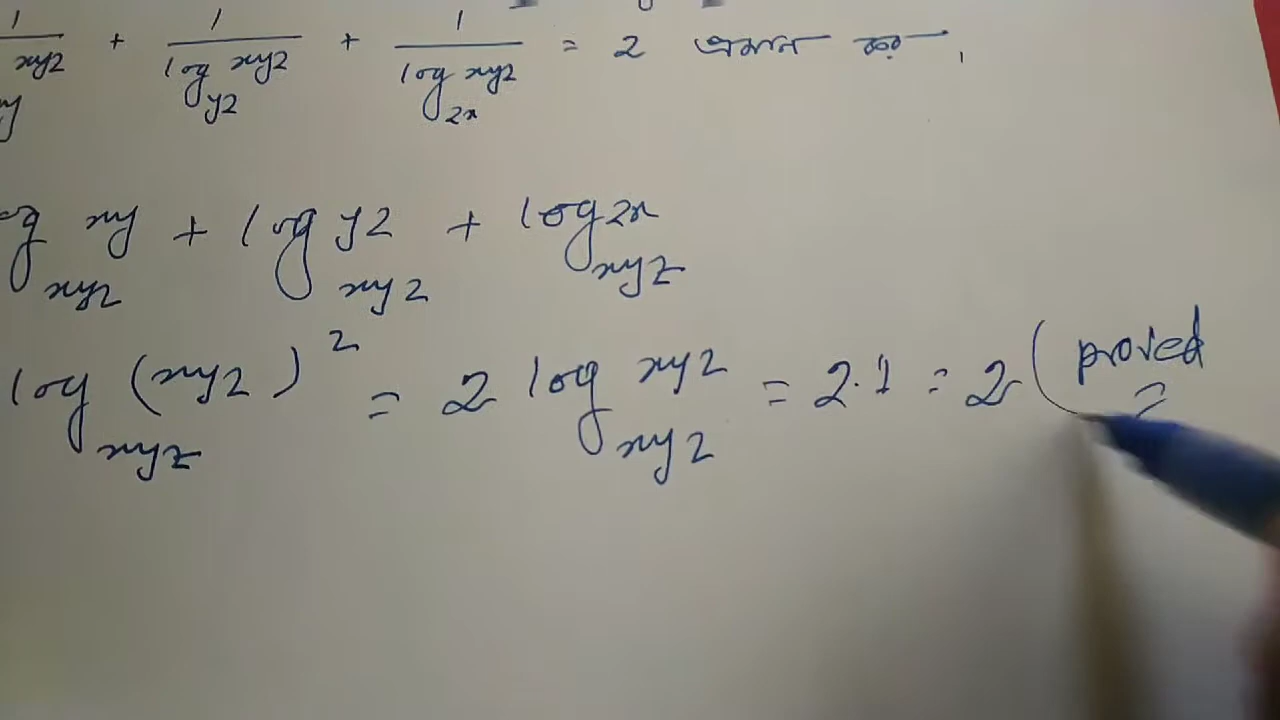 1/xyz + 1/log_yz xyz + 1/log_zx xyz = 2 প্রমাণ কর।
log_xyz xy + log_xyz yz + log_xyz zx
log_xyz (xyz)^2 = 2 log_xyz xyz = 2.1 = 2 (proved